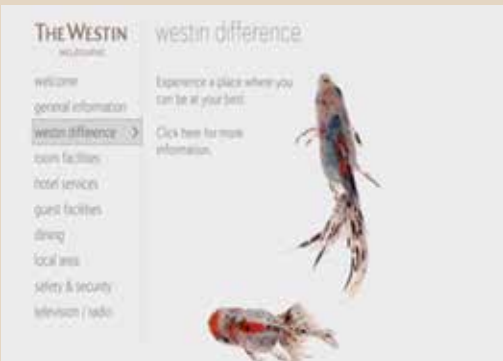 THE WESTIN
MELBOURNE
welcome
general information
westin difference >
room facilities
hotel services
guest facilities
dining
local area
safety & security
television / radio
westin difference
Experience a place where you
can be at your best.
Click here for more
information.